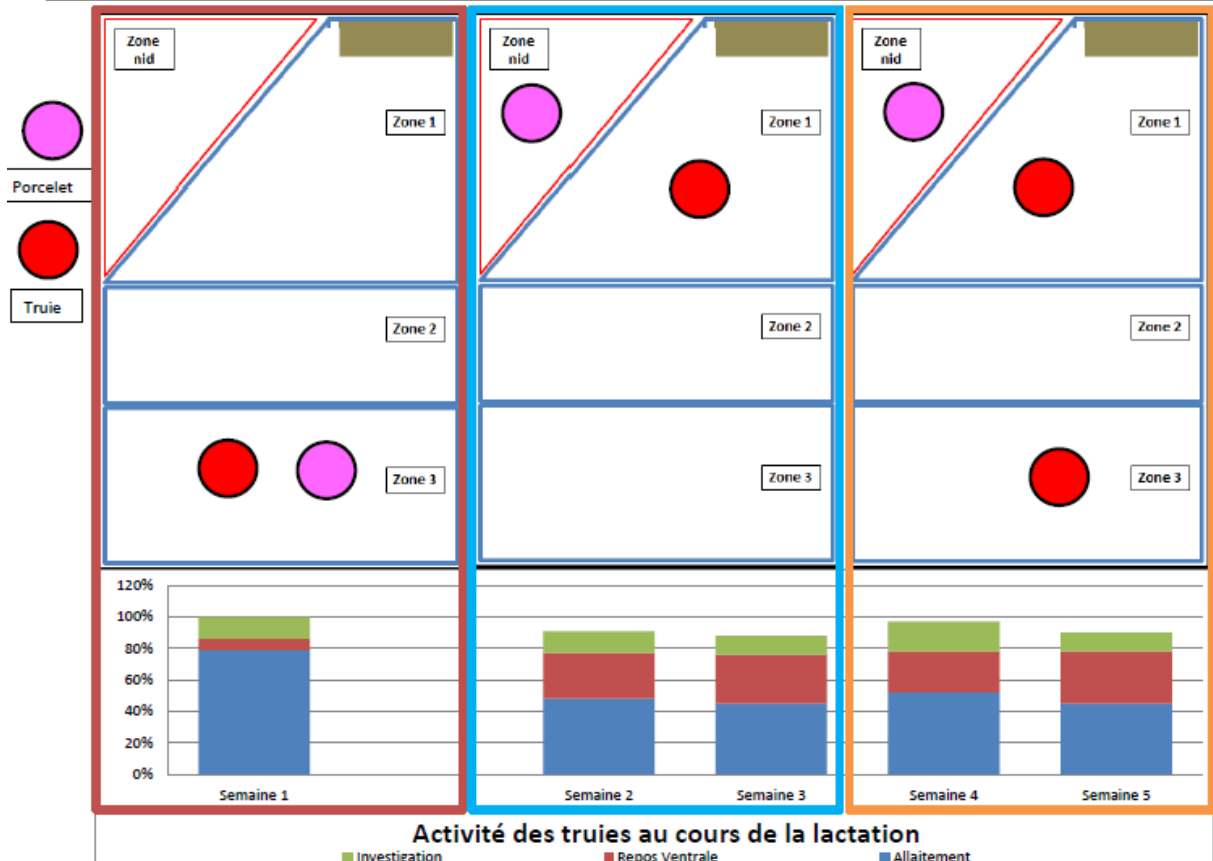 Zone
nid
Zone
nid
Zone
nid
Zone 1
Zone 1
Zone 1
Porcelet
Truie
Zone 2
Zone 2
Zone 2
Zone 3
Zone 3
Zone 3
120%
100%
80%
60%
40%
20%
0%
Semaine 1
Semaine 2
Semaine 3
Semaine 4
Semaine 5
Activité des truies au cours de la lactation
Investigation
Repos Ventrale
Allaitement